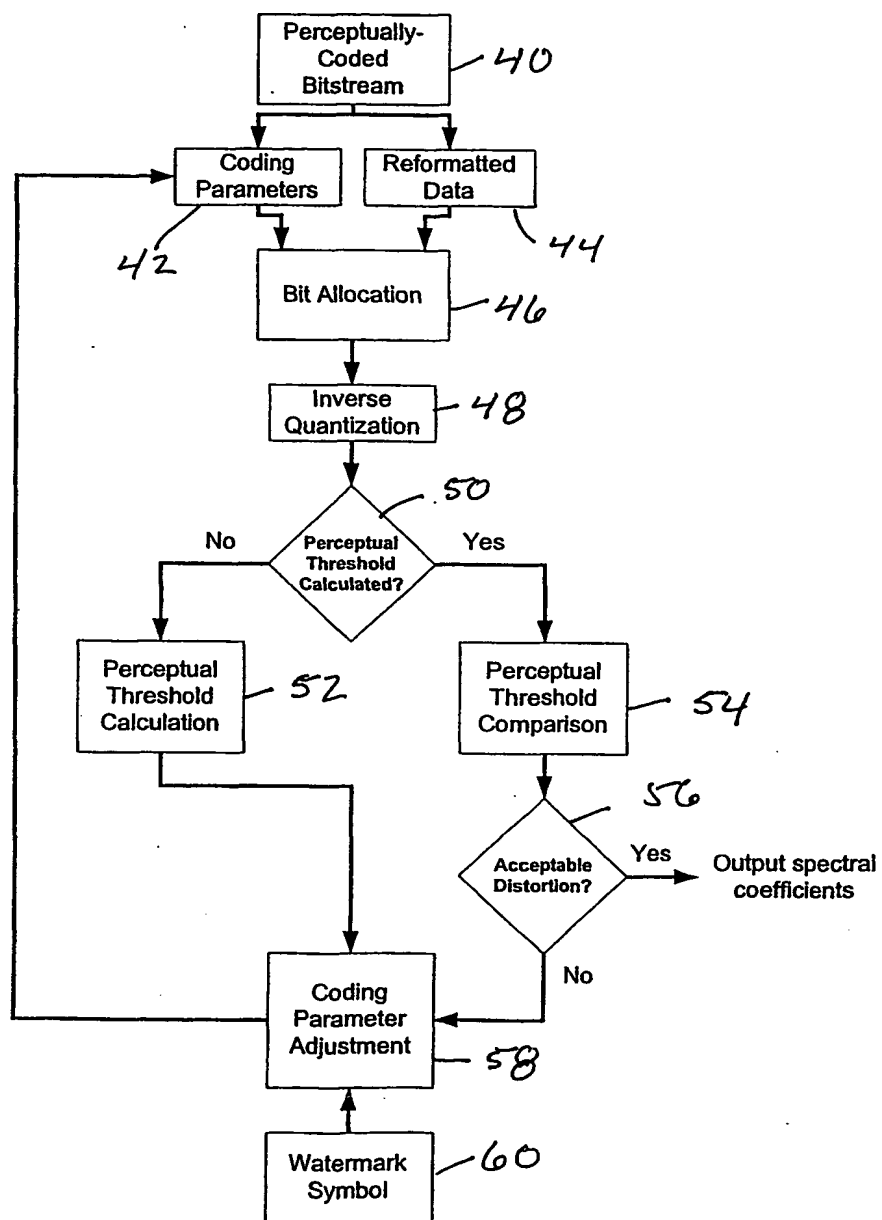 Perceptually-
Coded
Bitstream
40
Coding
Parameters
Reformatted
Data
42
44
Bit Allocation
46
Inverse
Quantization
48
50
No
Perceptual
Threshold
Calculated?
Yes
Perceptual
Threshold
Calculation
52
Perceptual
Threshold
Comparison
54
56
Acceptable
Distortion?
Yes
Output spectral
coefficients
No
Coding
Parameter
Adjustment
58
Watermark
Symbol
60